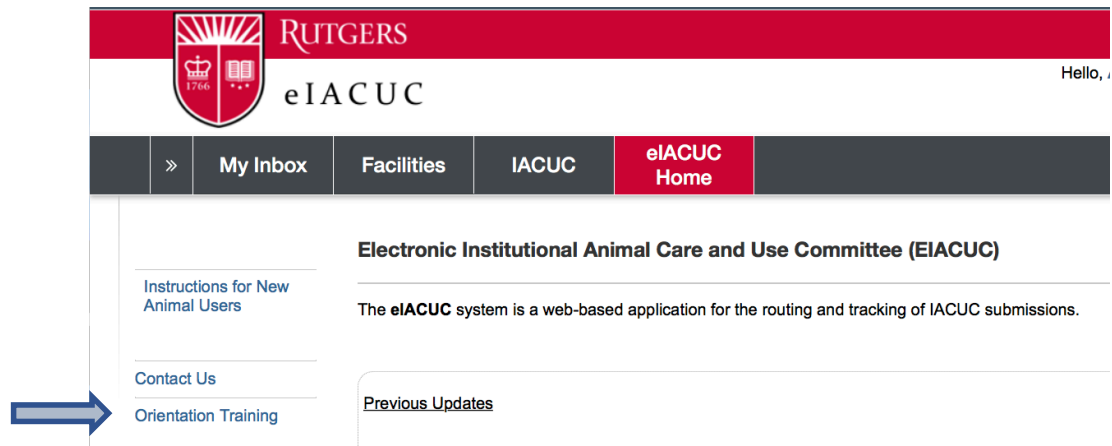 RUTGERS
1766
eIACUC
Hello,
»
My Inbox
Facilities
IACUC
eIACUC
Home
Electronic Institutional Animal Care and Use Committee (EIACUC)
Instructions for New
Animal Users
The eIACUC system is a web-based application for the routing and tracking of IACUC submissions.
Contact Us
Previous Updates
Orientation Training